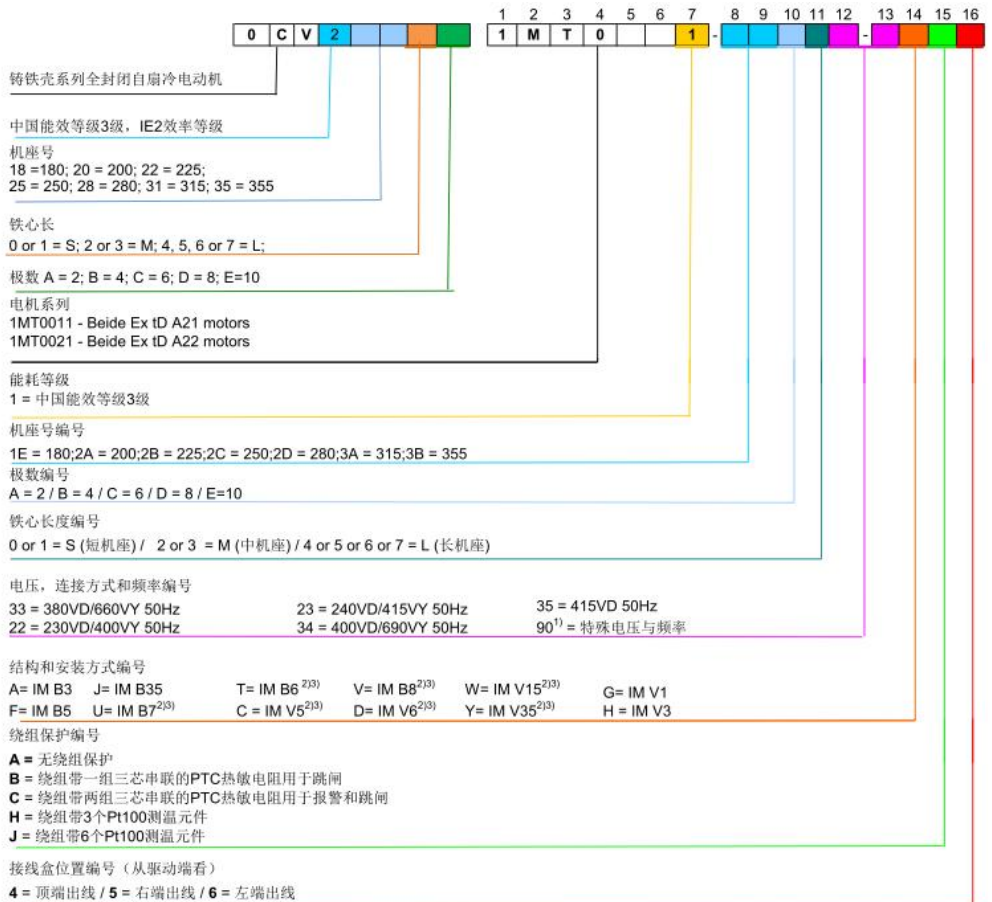 1 2 3 4 5 6 7 8 9 10 11 12 13 14 15 16
0 C V 2 1 M T 0 1 - -
铸铁壳系列全封闭自扇冷电动机
中国能效等级3级，IE2效率等级
机座号
18 =180; 20 = 200; 22 = 225;
25 = 250; 28 = 280; 31 = 315; 35 = 355
铁心长
0 or 1 = S; 2 or 3 = M; 4, 5, 6 or 7 = L;
极数 A = 2; B = 4; C = 6; D = 8; E=10
电机系列
1MT0011 - Beide Ex tD A21 motors
1MT0021 - Beide Ex tD A22 motors
能耗等级
1 = 中国能效等级3级
机座号编号
1E = 180;2A = 200;2B = 225;2C = 250;2D = 280;3A = 315;3B = 355
极数编号
A = 2 / B = 4 / C = 6 / D = 8 / E=10
铁心长度编号
0 or 1 = S (短机座) / 2 or 3 = M (中机座) / 4 or 5 or 6 or 7 = L (长机座)
电压，连接方式和频率编号
33 = 380VD/660VY 50Hz 23 = 240VD/415VY 50Hz 35 = 415VD 50Hz
22 = 230VD/400VY 50Hz 34 = 400VD/690VY 50Hz 90¹⁾ = 特殊电压与频率
结构和安装方式编号
A= IM B3 J= IM B35 T= IM B6 ²⁾³⁾ V= IM B8²⁾³⁾ W= IM V15²⁾³⁾ G= IM V1
F= IM B5 U= IM B7²⁾³⁾ C = IM V5²⁾³⁾ D= IM V6²⁾³⁾ Y= IM V35²⁾³⁾ H = IM V3
绕组保护编号
A = 无绕组保护
B = 绕组带一组三芯串联的PTC热敏电阻用于跳闸
C = 绕组带两组三芯串联的PTC热敏电阻用于报警和跳闸
H = 绕组带3个Pt100测温元件
J = 绕组带6个Pt100测温元件
接线盒位置编号（从驱动端看）
4 = 顶端出线 / 5 = 右端出线 / 6 = 左端出线